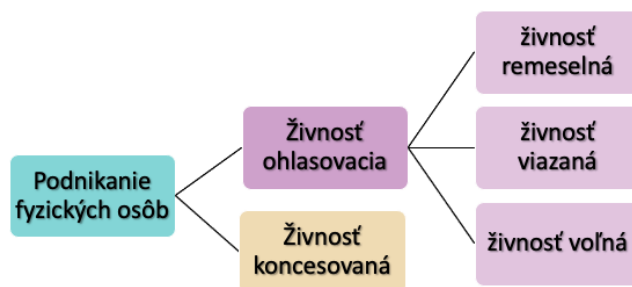 Podnikanie
fyzických osôb
Živnosť
ohlasovacia
Živnosť
koncesovaná
živnosť
remeselná
živnosť
viazaná
živnosť voľná